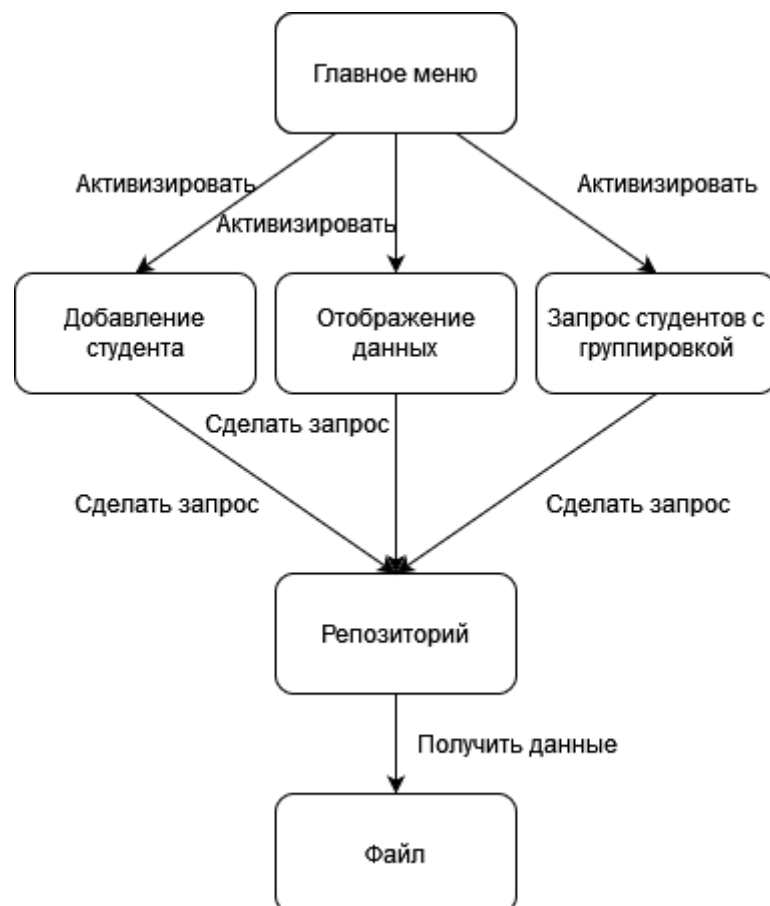 Главное меню
Активизировать
Активизировать
Активизировать
Добавление
студента
Отображение
данных
Запрос студентов с
группировкой
Сделать запрос
Сделать запрос
Сделать запрос
Репозиторий
Получить данные
Файл